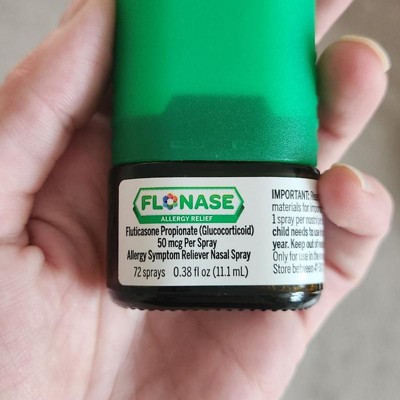 FLONASE
ALLERGY RELIEF
Fluticasone Propionate (Glucocorticoid)
50 mcg Per Spray
Allergy Symptom Reliever Nasal Spray
72 sprays 0.38 fl oz (11.1 mL)
IMPORTANT:
materials for
1 spray per
child needs to use
year. Keep out of
Only for use in the
Store between